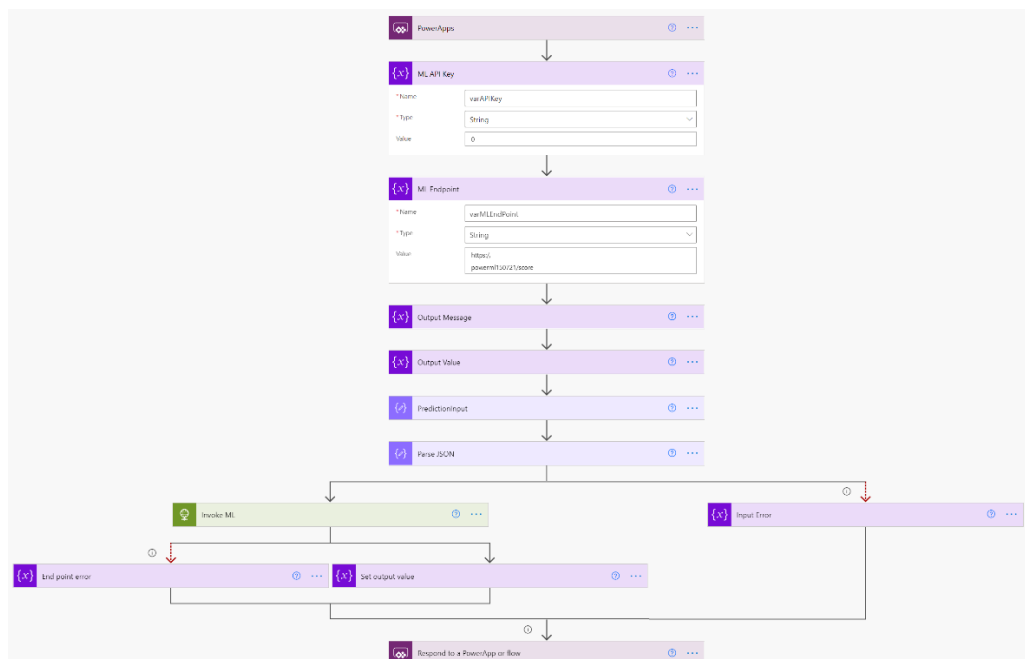 PowerApps
ML API Key
*Name varAPIKey
*Type String
Value 0
ML Endpoint
*Name varMLEndPoint
*Type String
Value https:\
powerml150721/score
Output Message
Output Value
PredictionInput
Parse JSON
Invoke ML
Input Error
End point error
Set output value
Respond to a PowerApp or flow